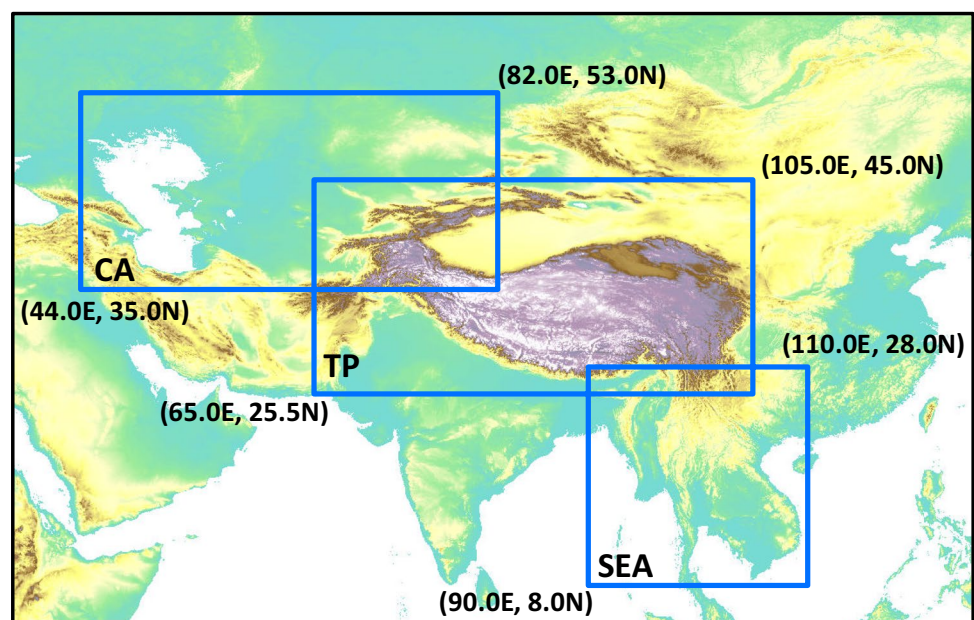 (82.0E, 53.0N)
(105.0E, 45.0N)
CA
(44.0E, 35.0N)
(110.0E, 28.0N)
TP
(65.0E, 25.5N)
SEA
(90.0E, 8.0N)